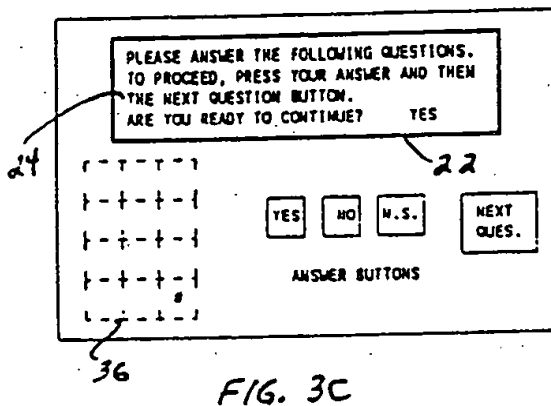 PLEASE ANSWER THE FOLLOWING QUESTIONS.
TO PROCEED, PRESS YOUR ANSWER AND THEN
THE NEXT QUESTION BUTTON.
ARE YOU READY TO CONTINUE? YES
24
22
YES NO N.S. NEXT
QUES.
ANSWER BUTTONS
#
36
FIG. 3C